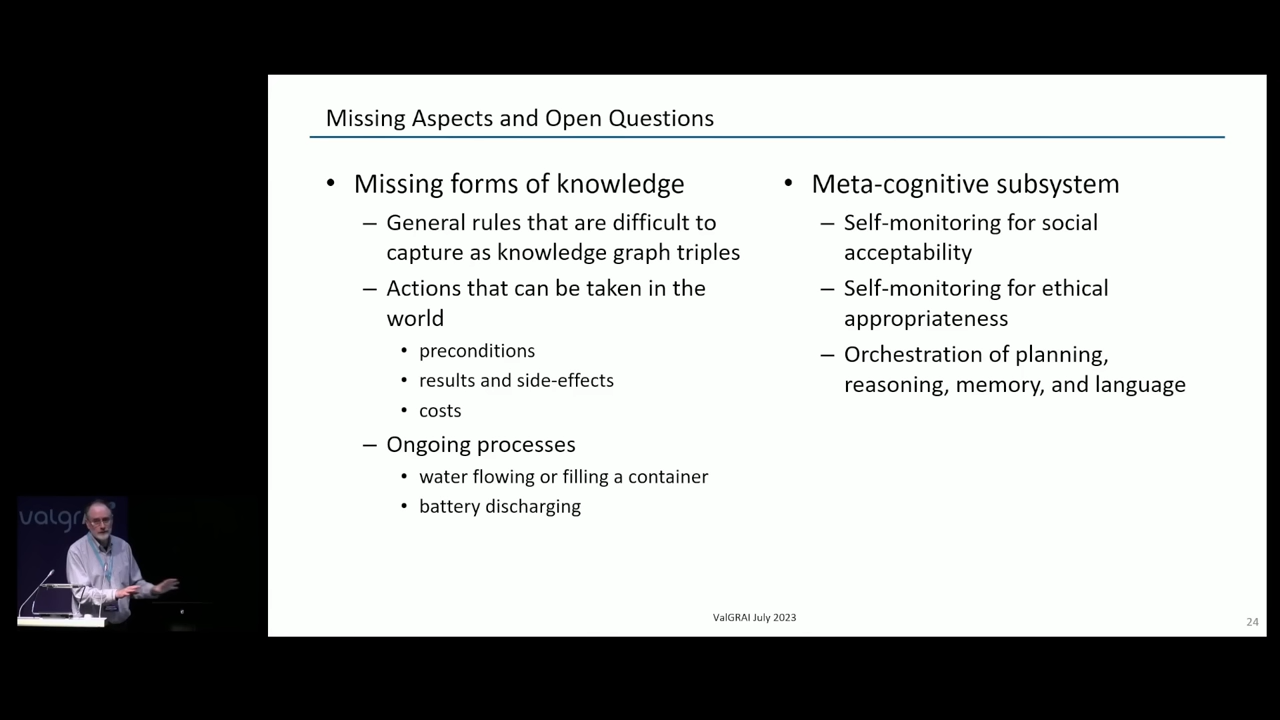 Missing Aspects and Open Questions
• Missing forms of knowledge
– General rules that are difficult to
capture as knowledge graph triples
– Actions that can be taken in the
world
• preconditions
• results and side-effects
• costs
– Ongoing processes
• water flowing or filling a container
• battery discharging
• Meta-cognitive subsystem
– Self-monitoring for social
acceptability
– Self-monitoring for ethical
appropriateness
– Orchestration of planning,
reasoning, memory, and language
ValGRAI July 2023
24